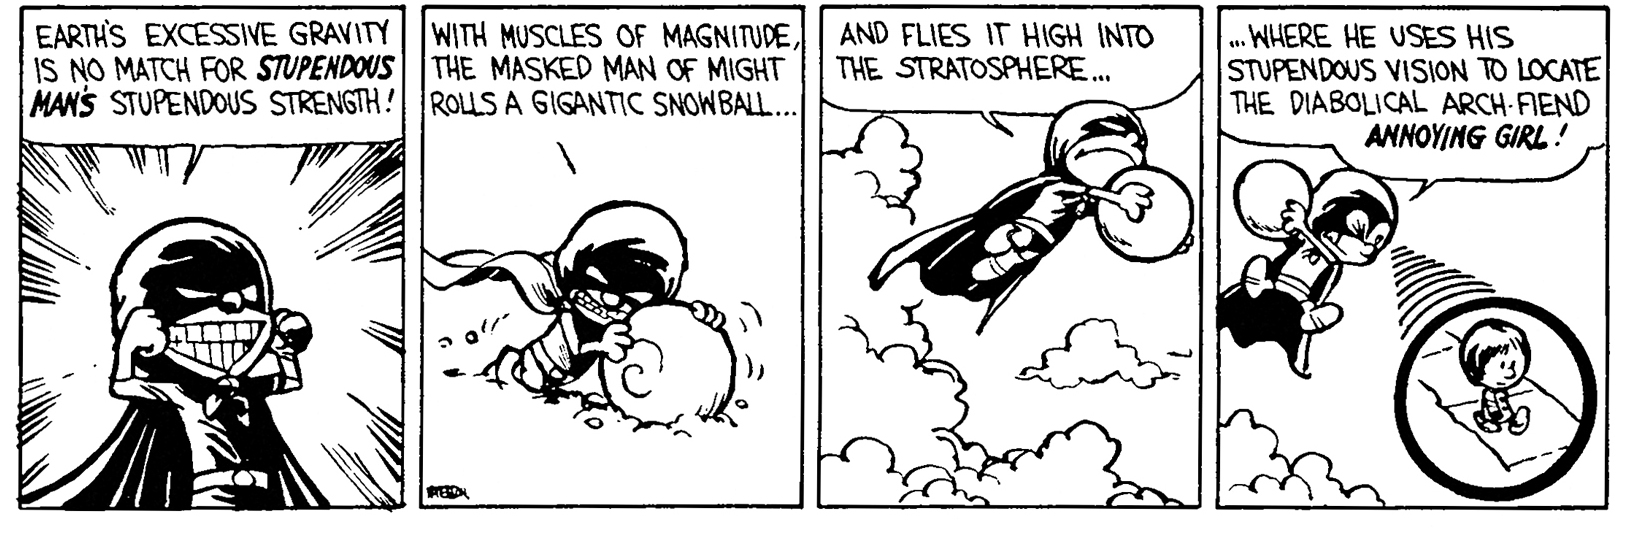 EARTH'S EXCESSIVE GRAVITY
IS NO MATCH FOR STUPENDOUS
MAN'S STUPENDOUS STRENGTH!
WITH MUSCLES OF MAGNITUDE,
THE MASKED MAN OF MIGHT
ROLLS A GIGANTIC SNOWBALL...
AND FLIES IT HIGH INTO
THE STRATOSPHERE...
...WHERE HE USES HIS
STUPENDOUS VISION TO LOCATE
THE DIABOLICAL ARCH-FIEND
ANNOYING GIRL!